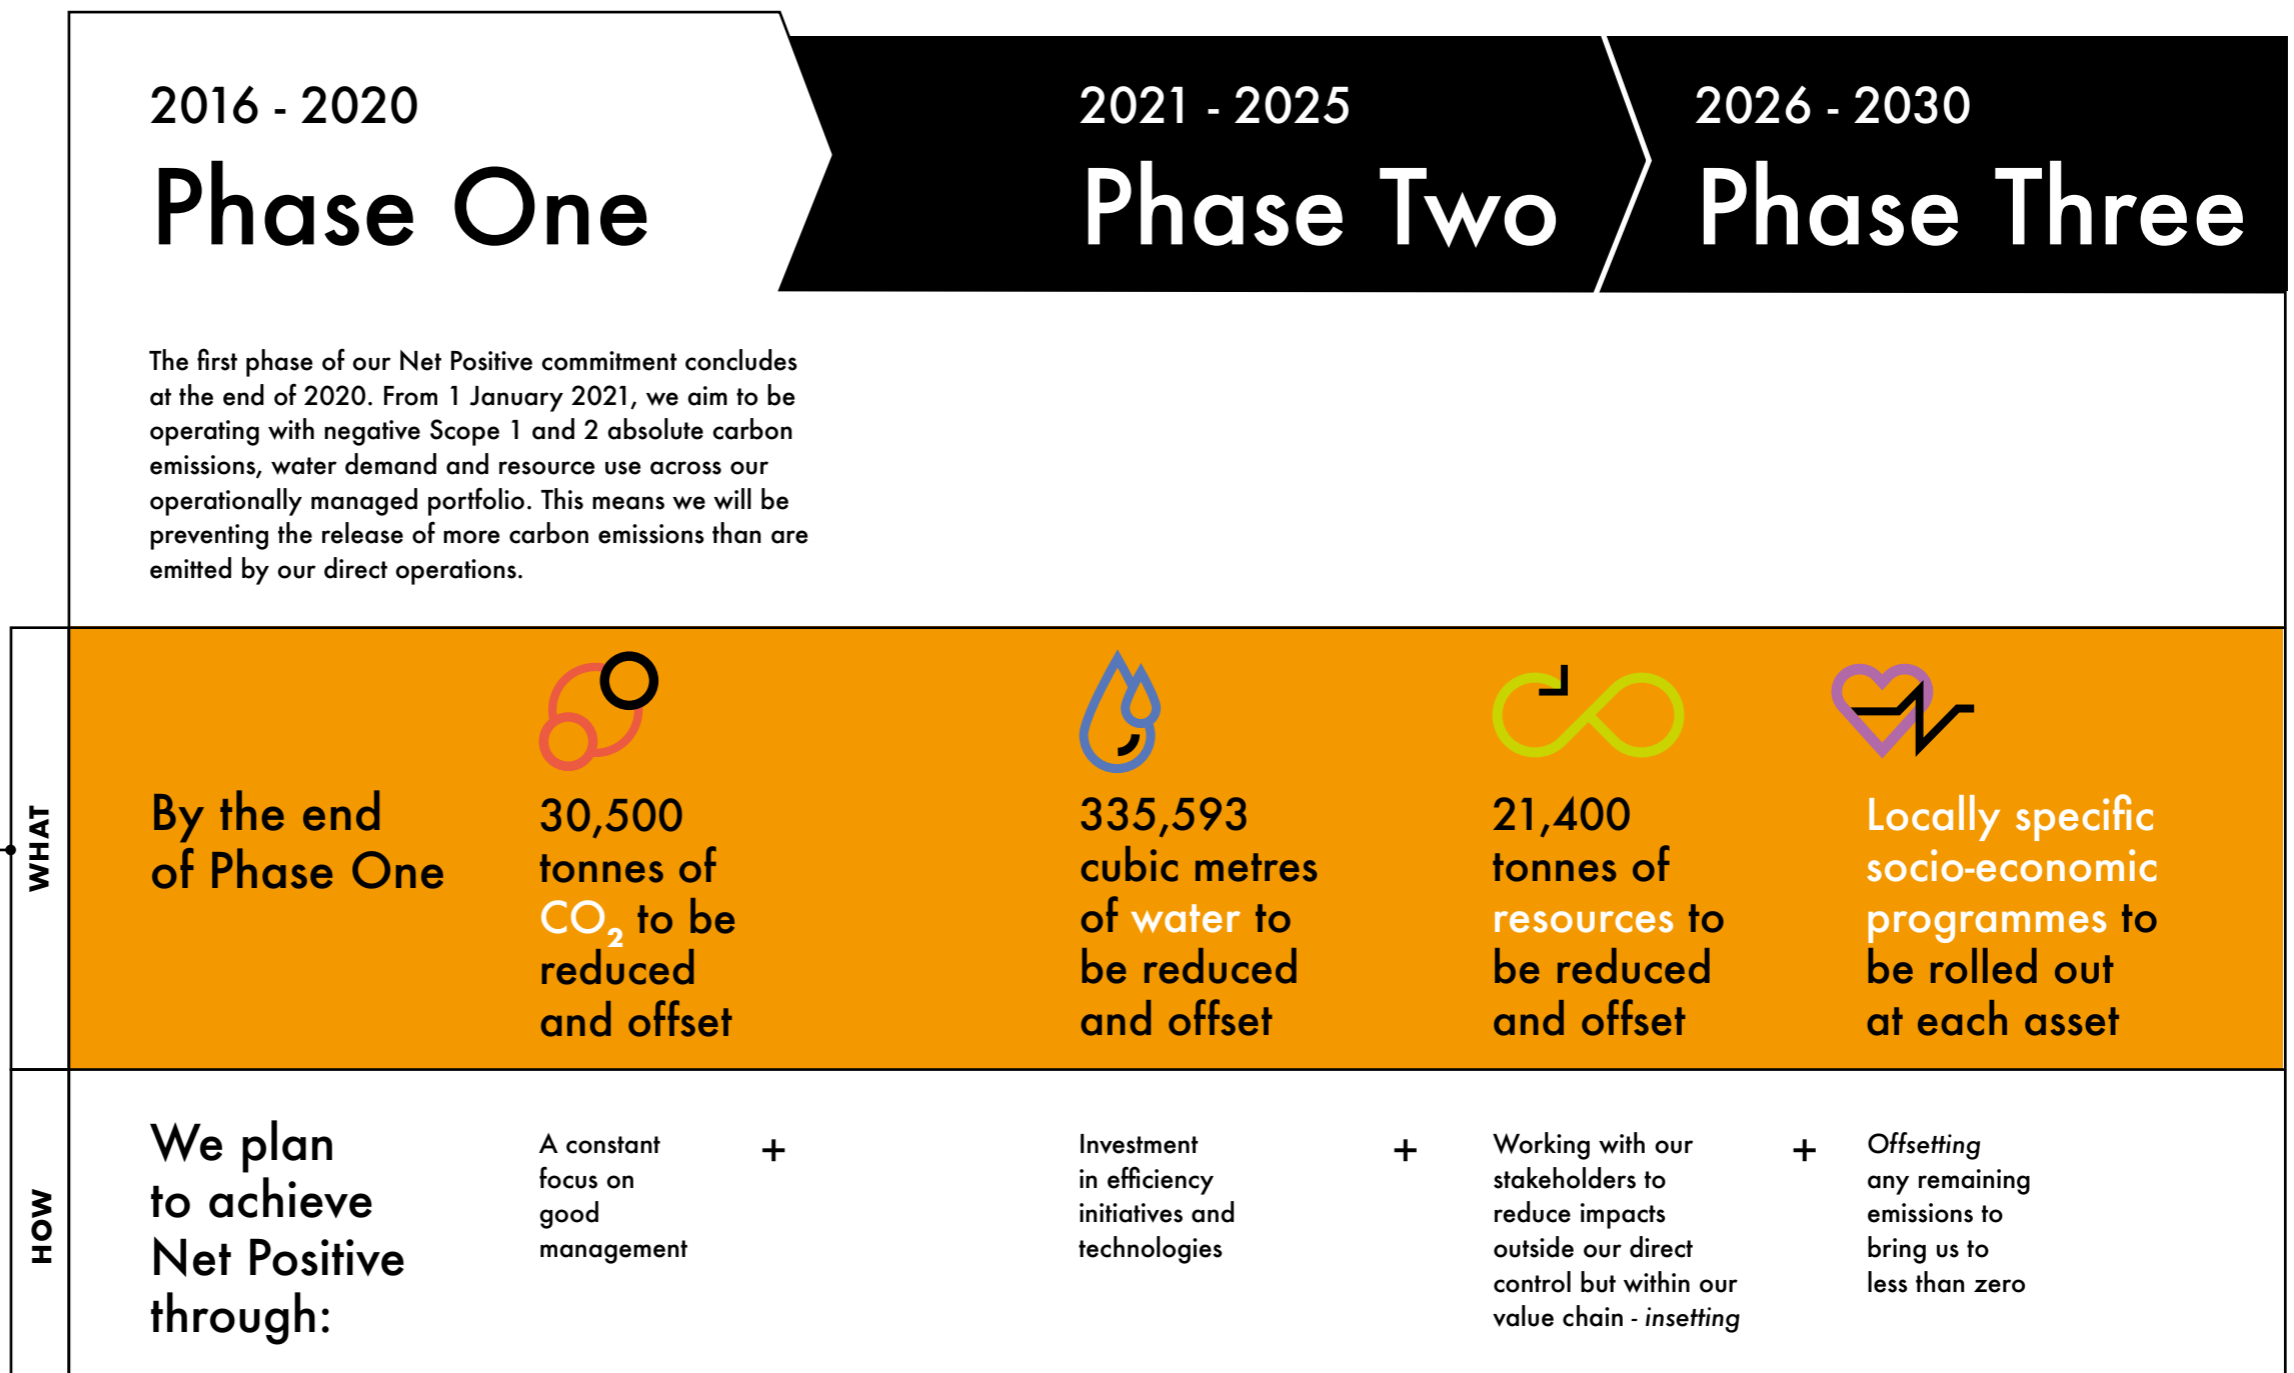 2016 - 2020
Phase One
2021 - 2025
Phase Two
2026 - 2030
Phase Three
The first phase of our Net Positive commitment concludes
at the end of 2020. From 1 January 2021, we aim to be
operating with negative Scope 1 and 2 absolute carbon
emissions, water demand and resource use across our
operationally managed portfolio. This means we will be
preventing the release of more carbon emissions than are
emitted by our direct operations.
WHAT
By the end
of Phase One
30,500
tonnes of
CO₂ to be
reduced
and offset
335,593
cubic metres
of water to
be reduced
and offset
21,400
tonnes of
resources to
be reduced
and offset
Locally specific
socio-economic
programmes to
be rolled out
at each asset
HOW
We plan
to achieve
Net Positive
through:
A constant
focus on
good
management
+
Investment
in efficiency
initiatives and
technologies
+
Working with our
stakeholders to
reduce impacts
outside our direct
control but within our
value chain - insetting
+
Offsetting
any remaining
emissions to
bring us to
less than zero